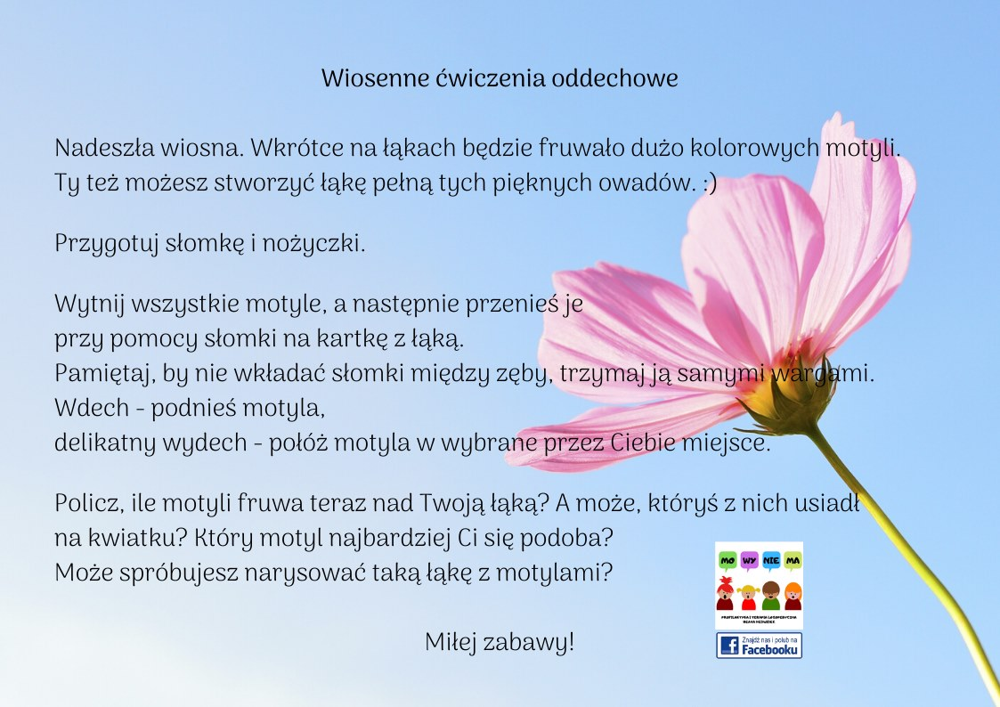 Wiosenne ćwiczenia oddechowe
Nadeszła wiosna. Wkrótce na łąkach będzie fruwało dużo kolorowych motyli.
Ty też możesz stworzyć łąkę pełną tych pięknych owadów. :)
Przygotuj słomkę i nożyczki.
Wytnij wszystkie motyle, a następnie przenieś je
przy pomocy słomki na kartkę z łąką.
Pamiętaj, by nie wkładać słomki między zęby, trzymaj ją samymi wargami.
Wdech - podnieś motyla,
delikatny wydech - połóż motyla w wybrane przez Ciebie miejsce.
Policz, ile motyli fruwa teraz nad Twoją łąką? A może, któryś z nich usiadł
na kwiatku? Który motyl najbardziej Ci się podoba?
Może spróbujesz narysować taką łąkę z motylami?
MO WY NIE MA
PROFILAKTYKA I TERAPIA LOGOPEDYCZNA
Znajdź nas i polub na
Facebooku
Miłej zabawy!